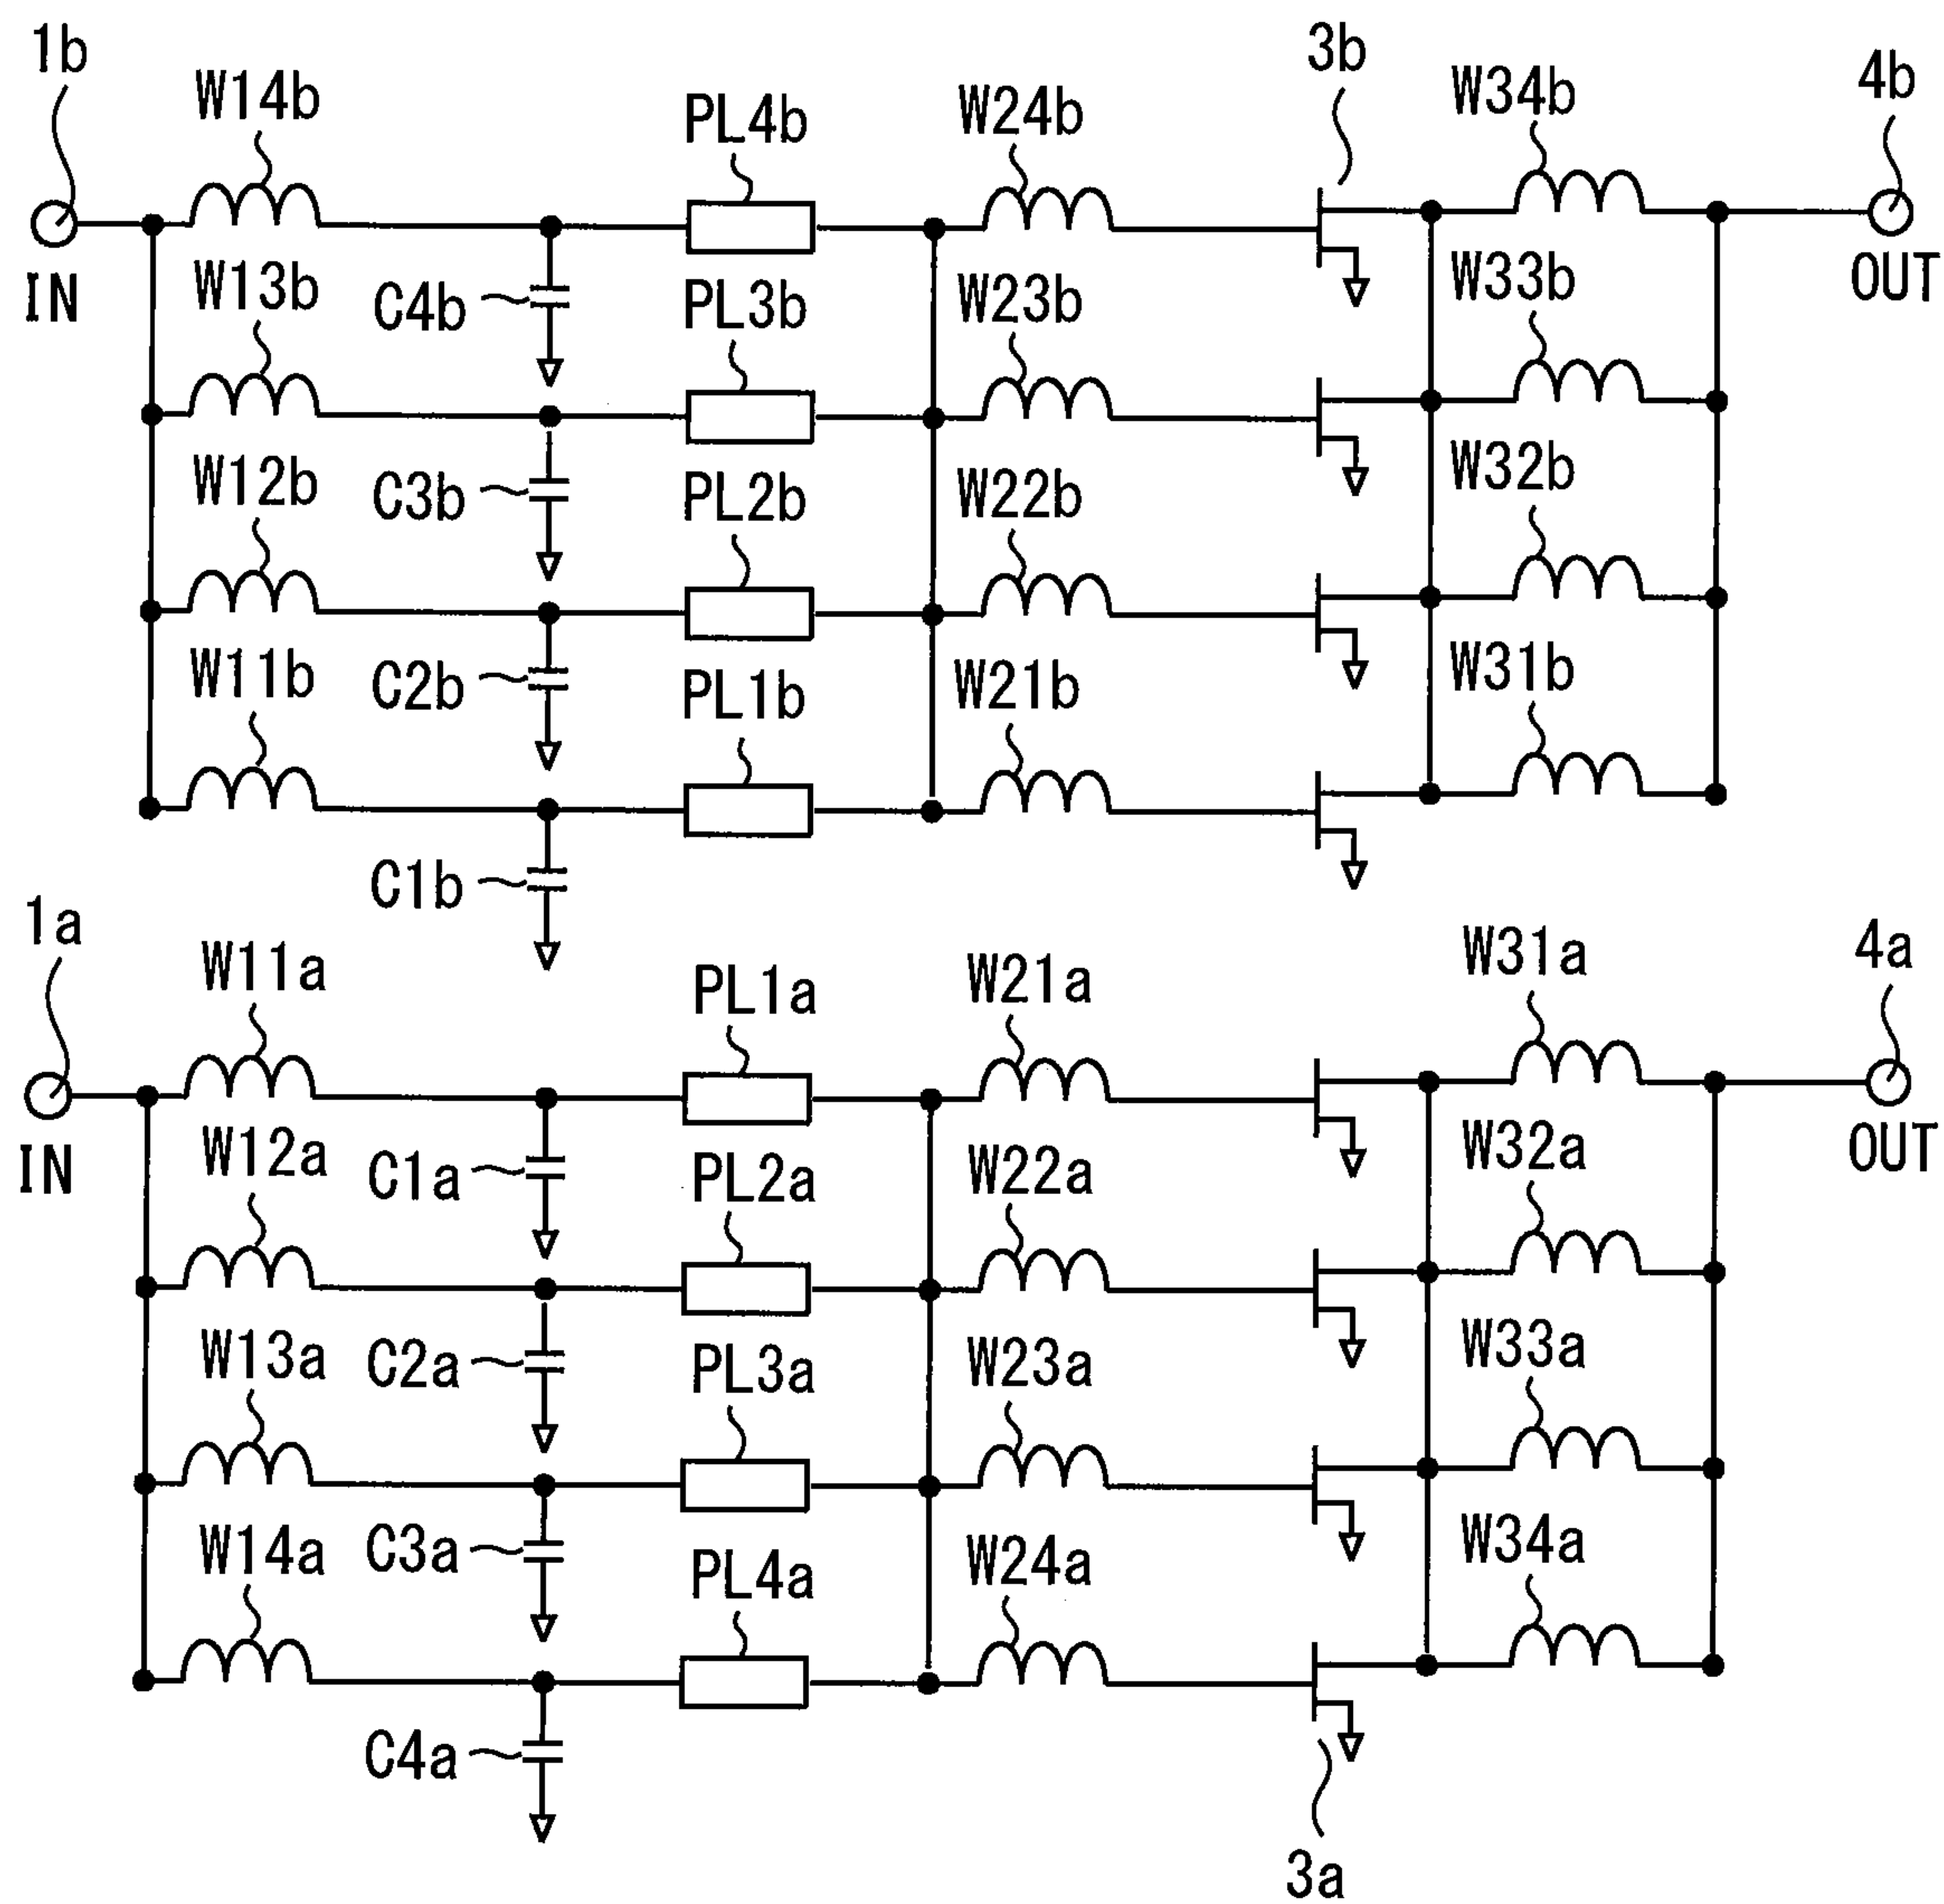 1b
W14b
PL4b
W24b
3b
W34b
4b
IN
W13b
C4b
PL3b
W23b
W33b
OUT
W12b
C3b
PL2b
W22b
W32b
W11b
C2b
PL1b
W21b
W31b
C1b
1a
W11a
PL1a
W21a
W31a
4a
IN
W12a
C1a
PL2a
W22a
W32a
OUT
W13a
C2a
PL3a
W23a
W33a
W14a
C3a
PL4a
W24a
W34a
C4a
3a